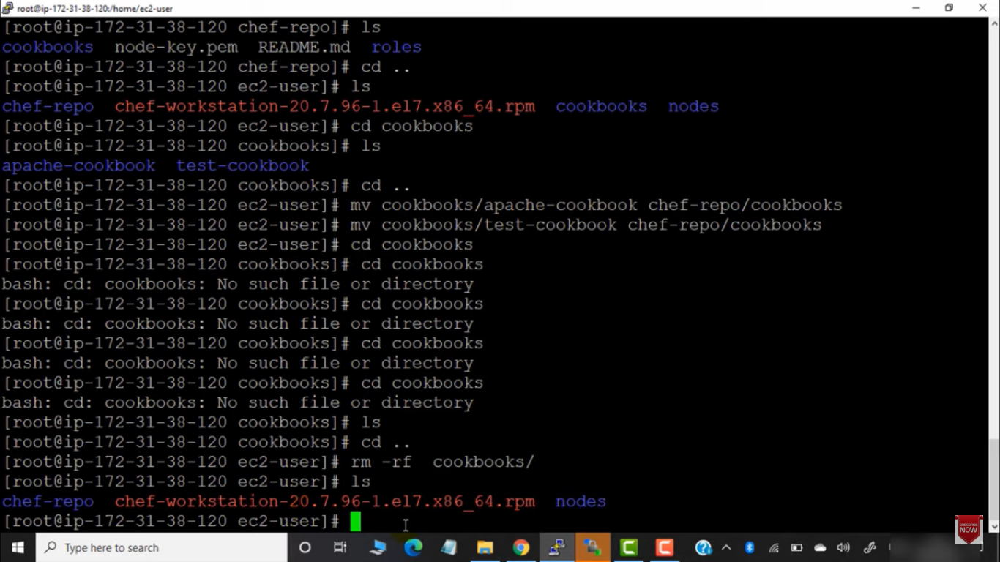 root@ip-172-31-38-120:/home/ec2-user
[root@ip-172-31-38-120 chef-repo]# ls
cookbooks  node-key.pem  README.md  roles
[root@ip-172-31-38-120 chef-repo]# cd ..
[root@ip-172-31-38-120 ec2-user]# ls
chef-repo  chef-workstation-20.7.96-1.el7.x86_64.rpm  cookbooks  nodes
[root@ip-172-31-38-120 ec2-user]# cd cookbooks
[root@ip-172-31-38-120 cookbooks]# ls
apache-cookbook  test-cookbook
[root@ip-172-31-38-120 cookbooks]# cd ..
[root@ip-172-31-38-120 ec2-user]# mv cookbooks/apache-cookbook chef-repo/cookbooks
[root@ip-172-31-38-120 ec2-user]# mv cookbooks/test-cookbook chef-repo/cookbooks
[root@ip-172-31-38-120 ec2-user]# cd cookbooks
[root@ip-172-31-38-120 cookbooks]# cd cookbooks
bash: cd: cookbooks: No such file or directory
[root@ip-172-31-38-120 cookbooks]# cd cookbooks
bash: cd: cookbooks: No such file or directory
[root@ip-172-31-38-120 cookbooks]# cd cookbooks
bash: cd: cookbooks: No such file or directory
[root@ip-172-31-38-120 cookbooks]# cd cookbooks
bash: cd: cookbooks: No such file or directory
[root@ip-172-31-38-120 cookbooks]# ls
[root@ip-172-31-38-120 cookbooks]# cd ..
[root@ip-172-31-38-120 ec2-user]# rm -rf  cookbooks/
[root@ip-172-31-38-120 ec2-user]# ls
chef-repo  chef-workstation-20.7.96-1.el7.x86_64.rpm  nodes
[root@ip-172-31-38-120 ec2-user]#
SUBSCRIBE
NOW
Type here to search